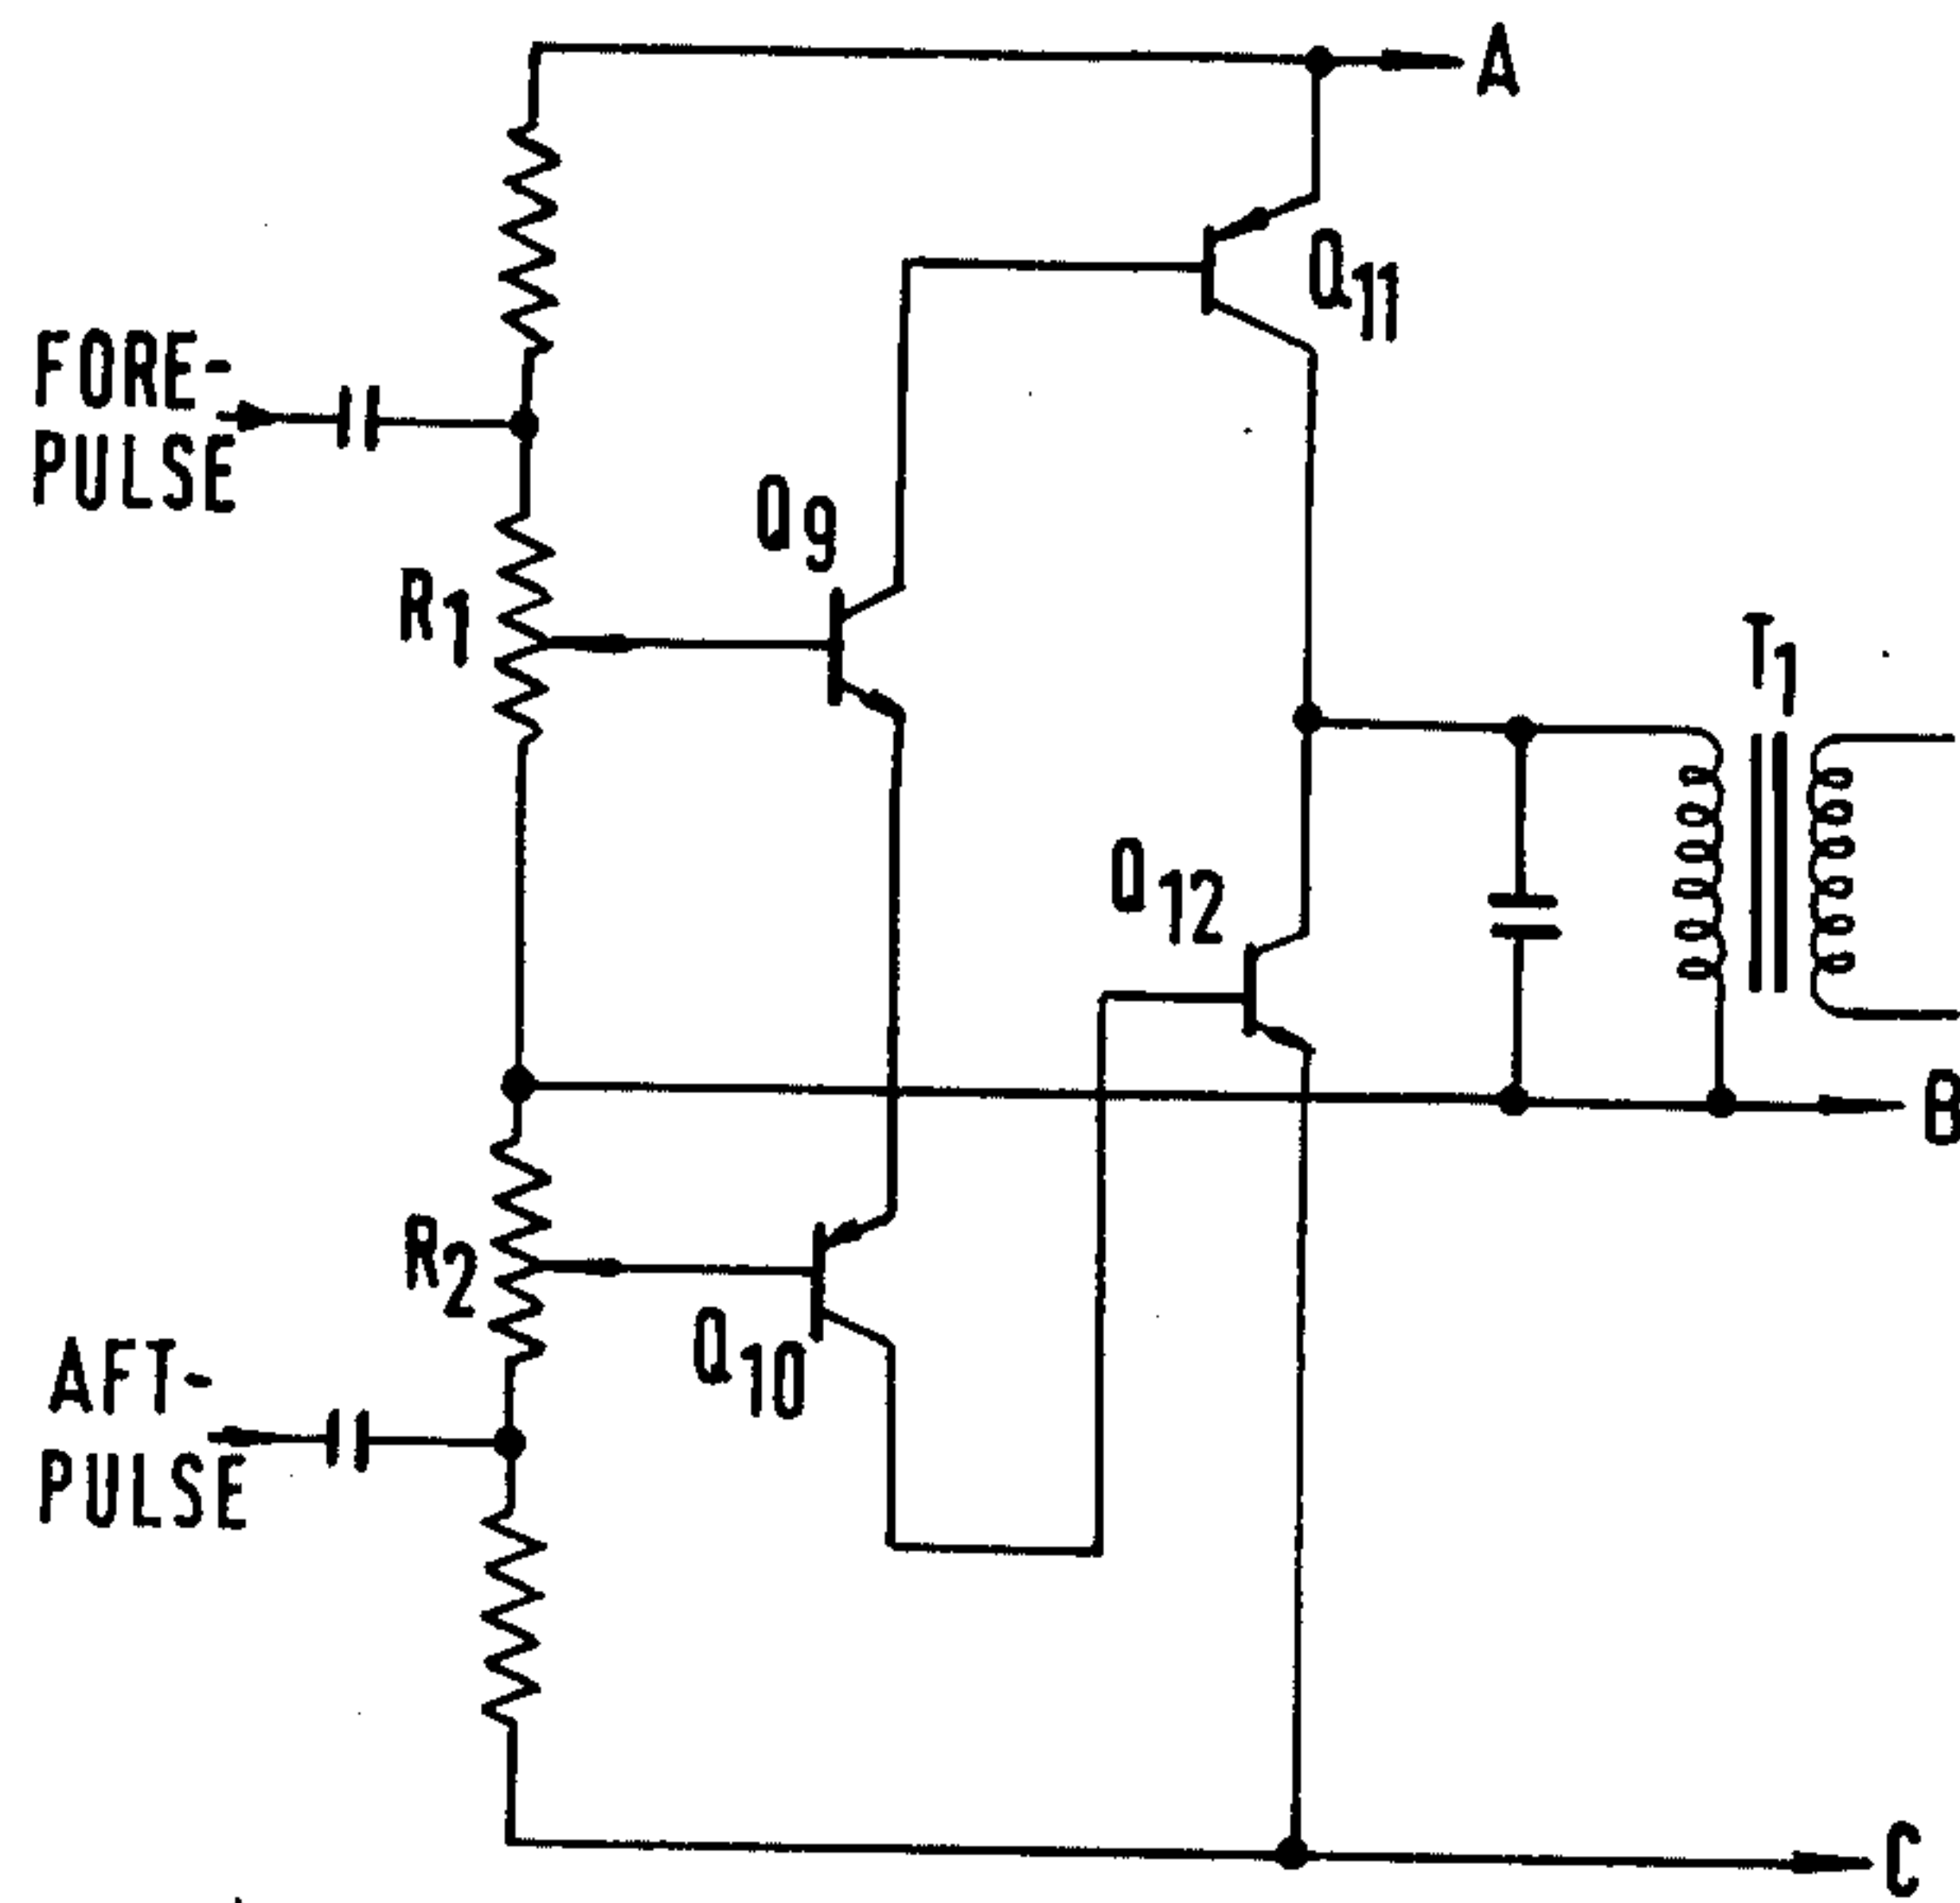 A
Q11
FORE-
PULSE
Q9
R1
T1
Q12
B
R2
Q10
AFT-
PULSE
C